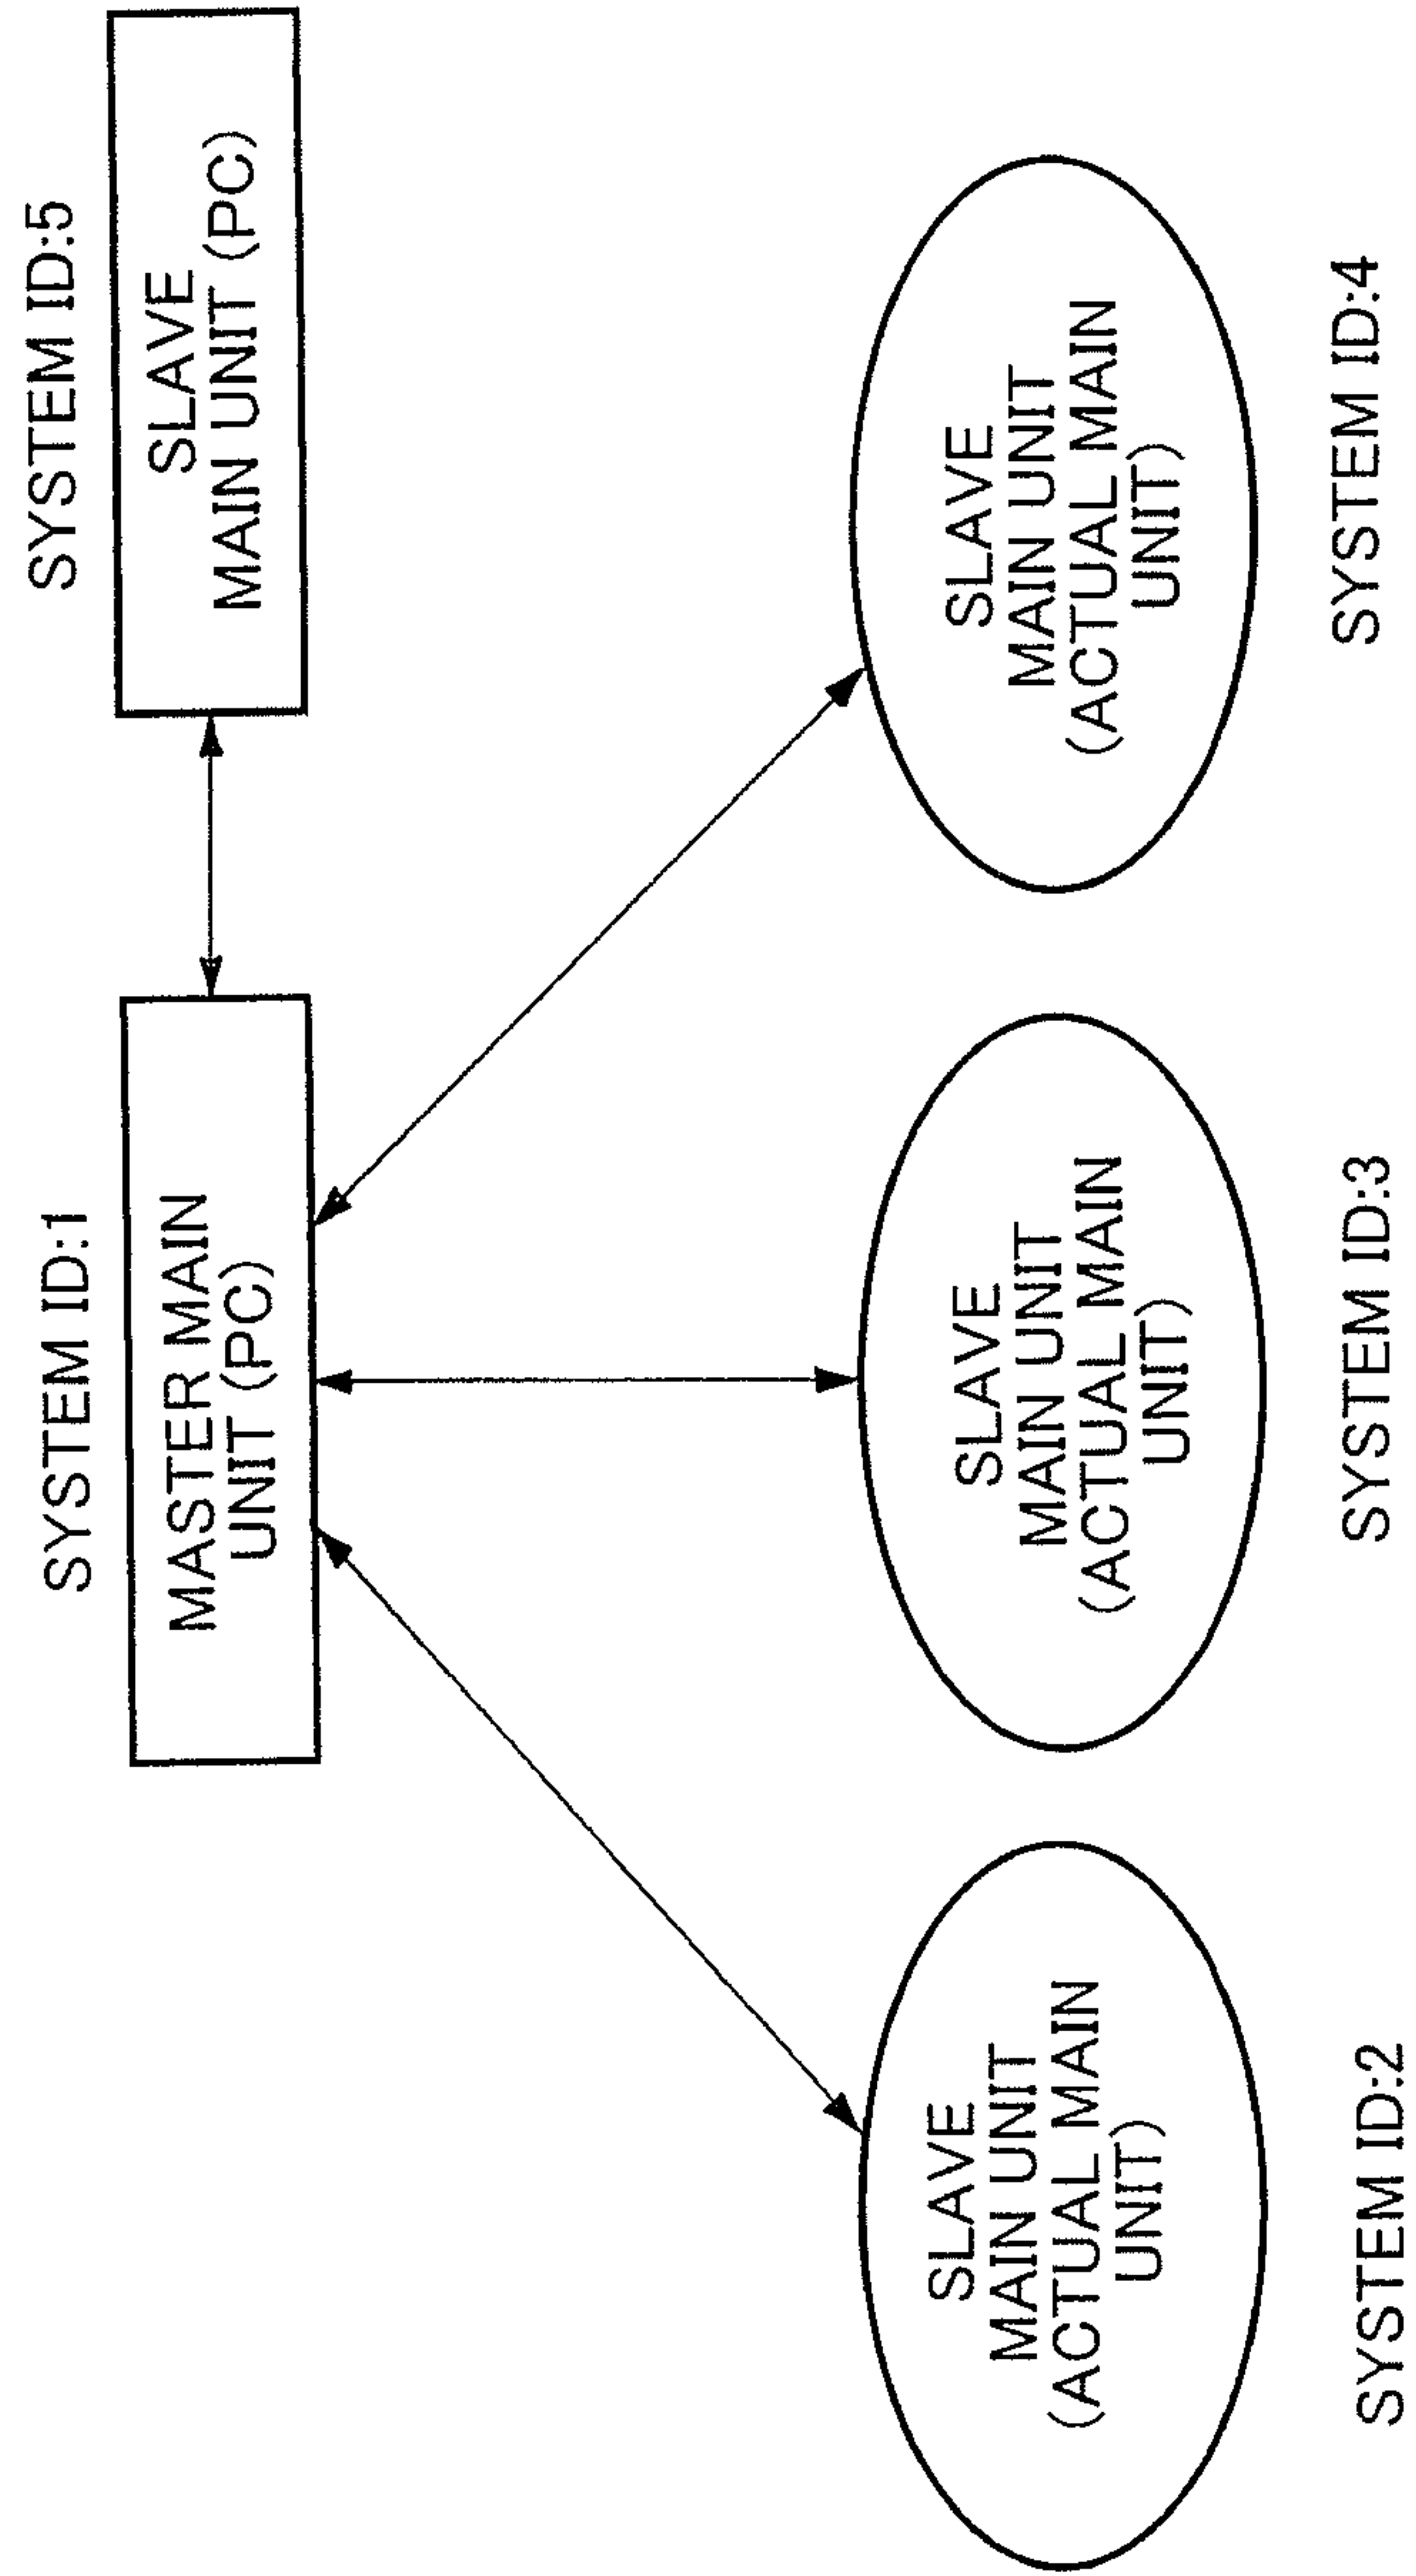 SYSTEM ID:1
MASTER MAIN
UNIT (PC)
SYSTEM ID:5
SLAVE
MAIN UNIT (PC)
SLAVE
MAIN UNIT
(ACTUAL MAIN
UNIT)
SYSTEM ID:2
SLAVE
MAIN UNIT
(ACTUAL MAIN
UNIT)
SYSTEM ID:3
SLAVE
MAIN UNIT
(ACTUAL MAIN
UNIT)
SYSTEM ID:4